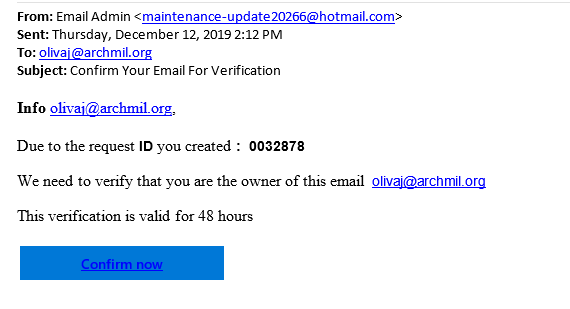 From: Email Admin <maintenance-update20266@hotmail.com>
Sent: Thursday, December 12, 2019 2:12 PM
To: olivaj@archmil.org
Subject: Confirm Your Email For Verification
Info olivaj@archmil.org,
Due to the request ID you created : 0032878
We need to verify that you are the owner of this email olivaj@archmil.org
This verification is valid for 48 hours
Confirm now